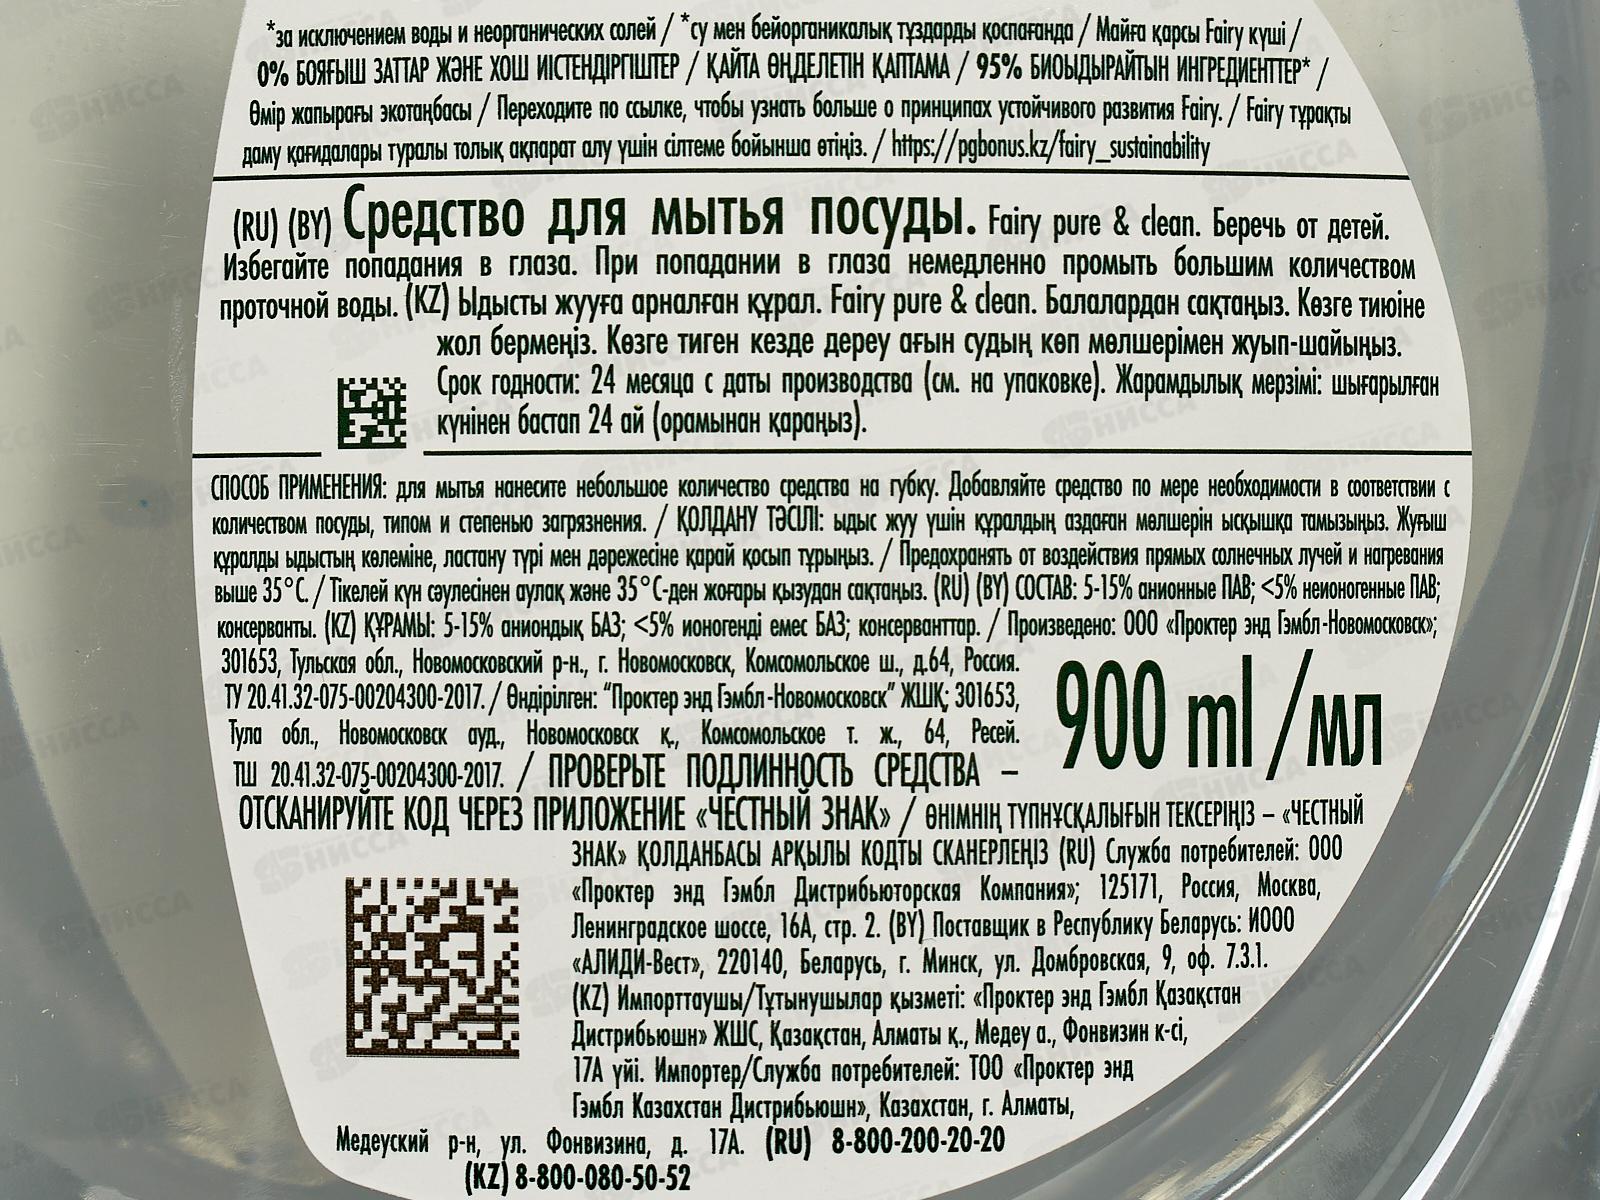 *за исключением воды и неорганических солей / *су мен бейорганикалық тұздарды қоспағанда / Майға қарсы Fairy күші /
0% БОЯҒЫШ ЗАТТАР ЖӘНЕ ХОШ ИІСТЕНДІРГІШТЕР / ҚАЙТА ӨҢДЕЛЕТІН ҚАПТАМА / 95% БИОЫДЫРАЙТЫН ИНГРЕДИЕНТТЕР* /
Өмір жапырағы экотаңбасы / Переходите по ссылке, чтобы узнать больше о принципах устойчивого развития Fairy. / Fairy тұрақты
даму қағидалары туралы толық ақпарат алу үшін сілтеме бойынша өтіңіз. / https://pgbonus.kz/fairy_sustainability
(RU) (BY) Средство для мытья посуды. Fairy pure & clean. Беречь от детей.
Избегайте попадания в глаза. При попадании в глаза немедленно промыть большим количеством
проточной воды. (KZ) Ыдысты жууға арналған құрал. Fairy pure & clean. Балалардан сақтаңыз. Көзге тиюіне
жол бермеңіз. Көзге тиген кезде дереу ағын судың көп мөлшерімен жуып-шайыңыз.
Срок годности: 24 месяца с даты производства (см. на упаковке). Жарамдылық мерзімі: шығарылған
күнінен бастап 24 ай (орамынан қараңыз).
СПОСОБ ПРИМЕНЕНИЯ: для мытья нанесите небольшое количество средства на губку. Добавляйте средство по мере необходимости в соответствии с
количеством посуды, типом и степенью загрязнения. / ҚОЛДАНУ ТӘСІЛІ: ыдыс жуу үшін құралдың аздаған мөлшерін ысқышқа тамызыңыз. Жуғыш
құралды ыдыстың көлеміне, ластану түрі мен дәрежесіне қарай қосып тұрыңыз. / Предохранять от воздействия прямых солнечных лучей и нагревания
выше 35°C. / Тікелей күн сәулесінен аулақ және 35°C-ден жоғары қызудан сақтаңыз. (RU) (BY) СОСТАВ: 5-15% анионные ПАВ; <5% неионогенные ПАВ;
консерванты. (KZ) ҚҰРАМЫ: 5-15% аниондық БАЗ; <5% ионогенді емес БАЗ; консерванттар. / Произведено: ООО «Проктер энд Гэмбл-Новомосковск»;
301653, Тульская обл., Новомосковский р-н., г. Новомосковск, Комсомольское ш., д.64, Россия.
ТУ 20.41.32-075-00204300-2017. / Өндірілген: "Проктер энд Гэмбл-Новомосковск" ЖШҚ; 301653,
Тула обл., Новомосковск ауд., Новомосковск қ., Комсомольское т. ж., 64, Ресей.
900 ml / мл
ТШ 20.41.32-075-00204300-2017. / ПРОВЕРЬТЕ ПОДЛИННОСТЬ СРЕДСТВА –
ОТСКАНИРУЙТЕ КОД ЧЕРЕЗ ПРИЛОЖЕНИЕ «ЧЕСТНЫЙ ЗНАК» / ӨНІМНІҢ ТҮПНҰСҚАЛЫҒЫН ТЕКСЕРІҢІЗ – «ЧЕСТНЫЙ
ЗНАК» ҚОЛДАНБАСЫ АРҚЫЛЫ КОДТЫ СКАНЕРЛЕҢІЗ (RU) Служба потребителей: ООО
«Проктер энд Гэмбл Дистрибьюторская Компания»; 125171, Россия, Москва,
Ленинградское шоссе, 16А, стр. 2. (BY) Поставщик в Республику Беларусь: ИООО
«АЛИДИ-Вест», 220140, Беларусь, г. Минск, ул. Домбровская, 9, оф. 7.3.1.
(KZ) Импорттаушы/Тұтынушылар қызметі: «Проктер энд Гэмбл Қазақстан
Дистрибьюшн» ЖШС, Қазақстан, Алматы қ., Медеу а., Фонвизин к-сі,
17А үйі. Импортер/Служба потребителей: ТОО «Проктер энд
Гэмбл Казахстан Дистрибьюшн», Казахстан, г. Алматы,
Медеуский р-н, ул. Фонвизина, д. 17А. (RU) 8-800-200-20-20
(KZ) 8-800-080-50-52